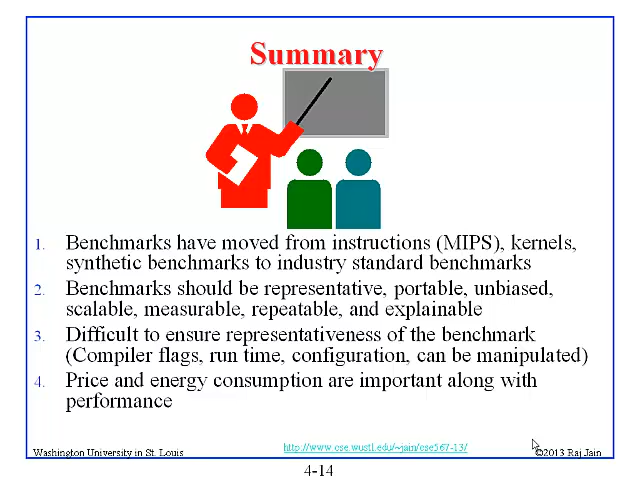 Summary
1. Benchmarks have moved from instructions (MIPS), kernels,
synthetic benchmarks to industry standard benchmarks
2. Benchmarks should be representative, portable, unbiased,
scalable, measurable, repeatable, and explainable
3. Difficult to ensure representativeness of the benchmark
(Compiler flags, run time, configuration, can be manipulated)
4. Price and energy consumption are important along with
performance
Washington University in St. Louis
http://www.cse.wustl.edu/~jain/cse567-13/
©2013 Raj Jain
4-14